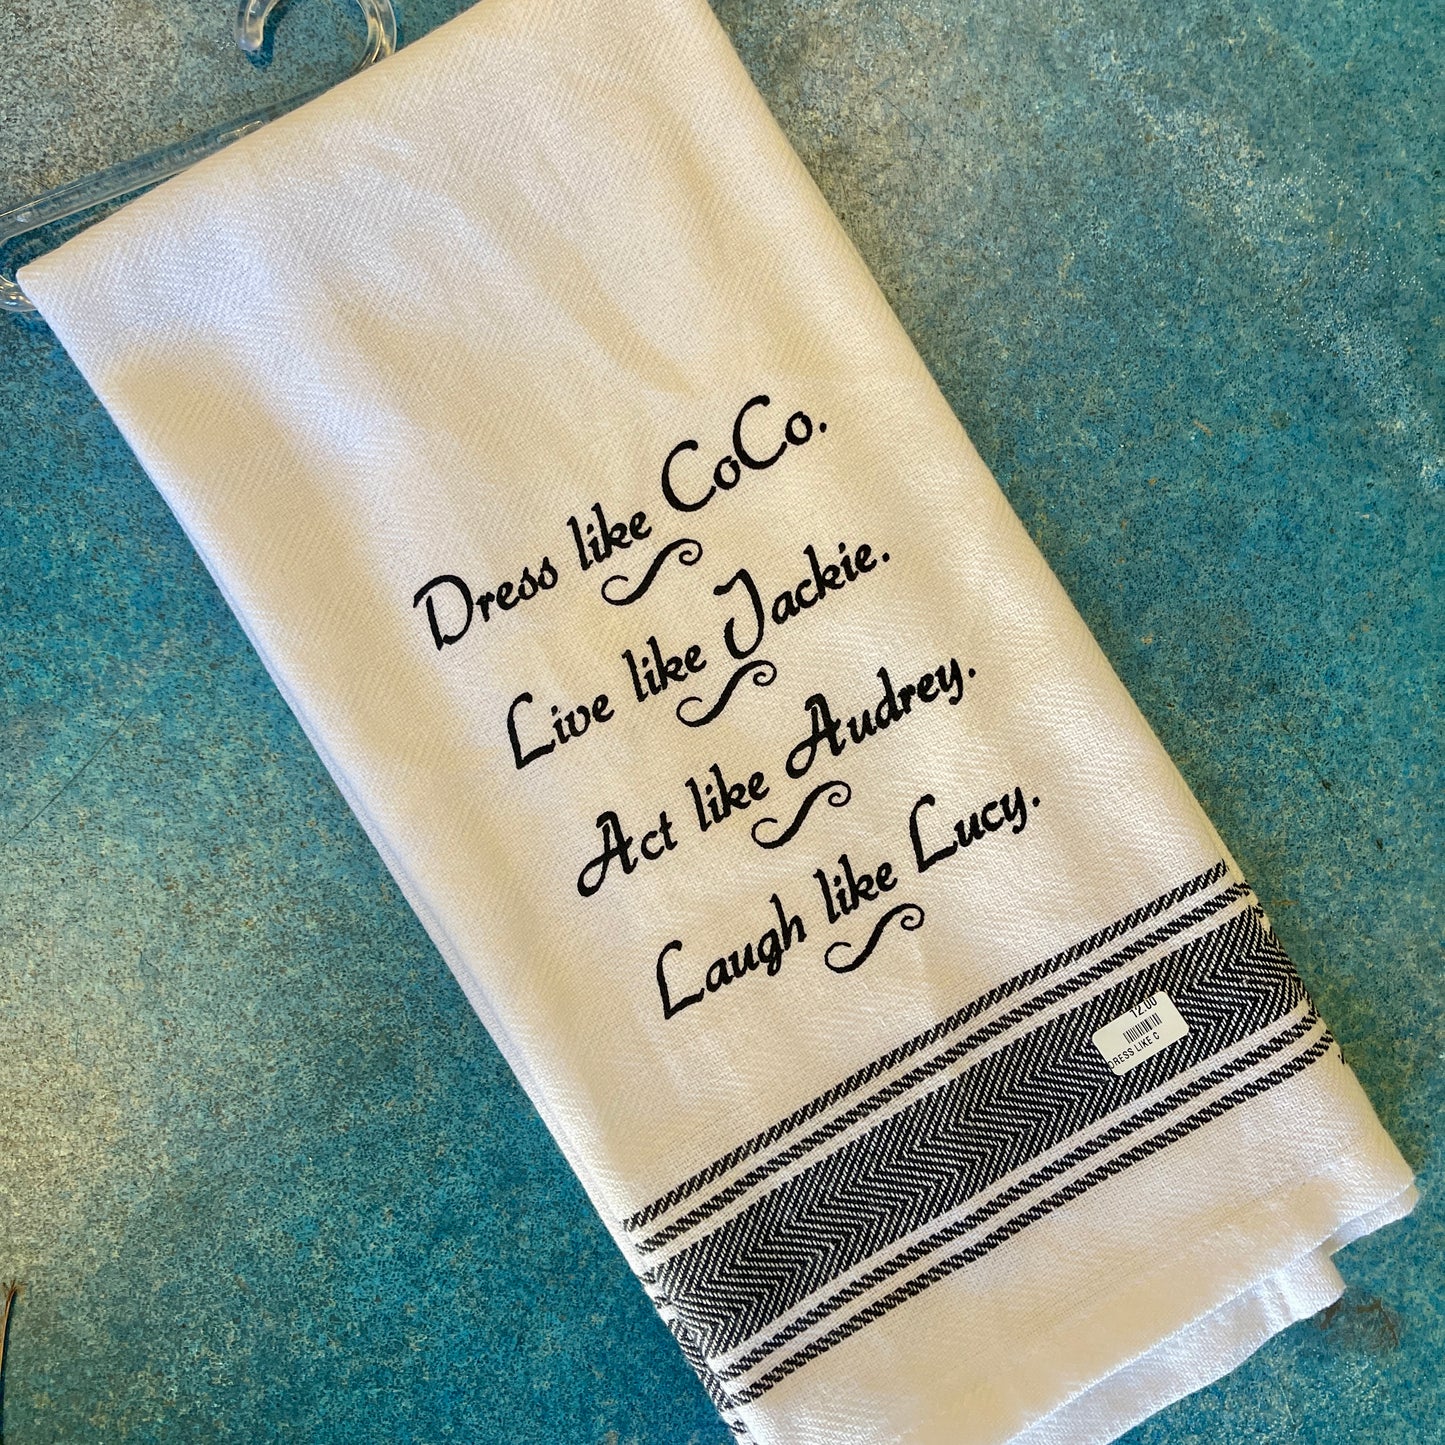 Dress like CoCo.
Live like Jackie.
Act like Audrey.
Laugh like Lucy.
12.00
DRESS LIKE C